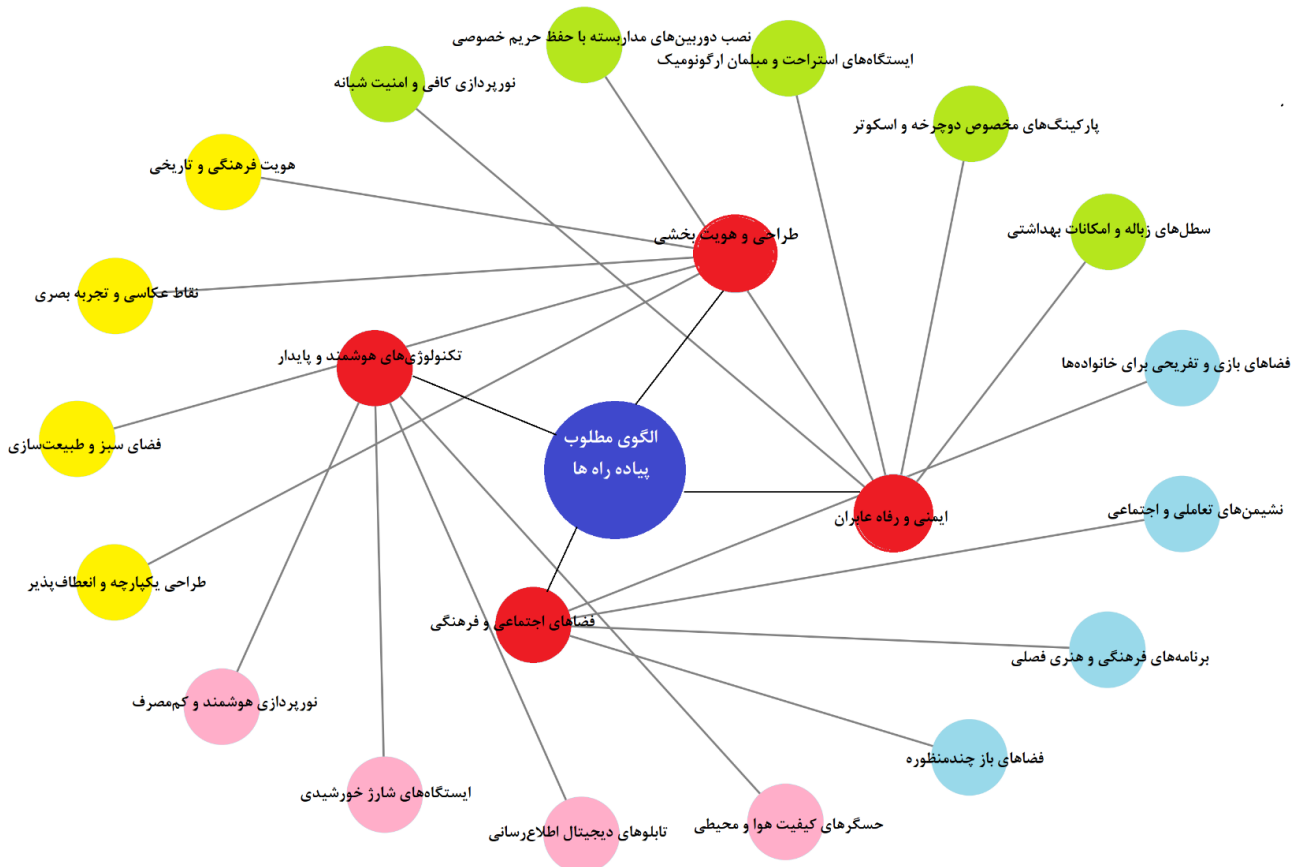 نصب دوربین‌های مداربسته با حفظ حریم خصوصی
ایستگاه‌های استراحت و مبلمان ارگونومیک
نورپردازی کافی و امنیت شبانه
پارکینگ‌های مخصوص دوچرخه و اسکوتر
هویت فرهنگی و تاریخی
سطل‌های زباله و امکانات بهداشتی
طراحی و هویت بخشی
نقاط عکاسی و تجربه بصری
تکنولوژی‌های هوشمند و پایدار
فضاهای بازی و تفریحی برای خانواده‌ها
الگوی مطلوب
پیاده راه ها
فضای سبز و طبیعت‌سازی
نشیمن‌های تعاملی و اجتماعی
ایمنی و رفاه عابران
طراحی یکپارچه و انعطاف‌پذیر
فضاهای اجتماعی و فرهنگی
برنامه‌های فرهنگی و هنری فصلی
نورپردازی هوشمند و کم‌مصرف
فضاهای باز چندمنظوره
ایستگاه‌های شارژ خورشیدی
حسگرهای کیفیت هوا و محیطی
تابلوهای دیجیتال اطلاع‌رسانی